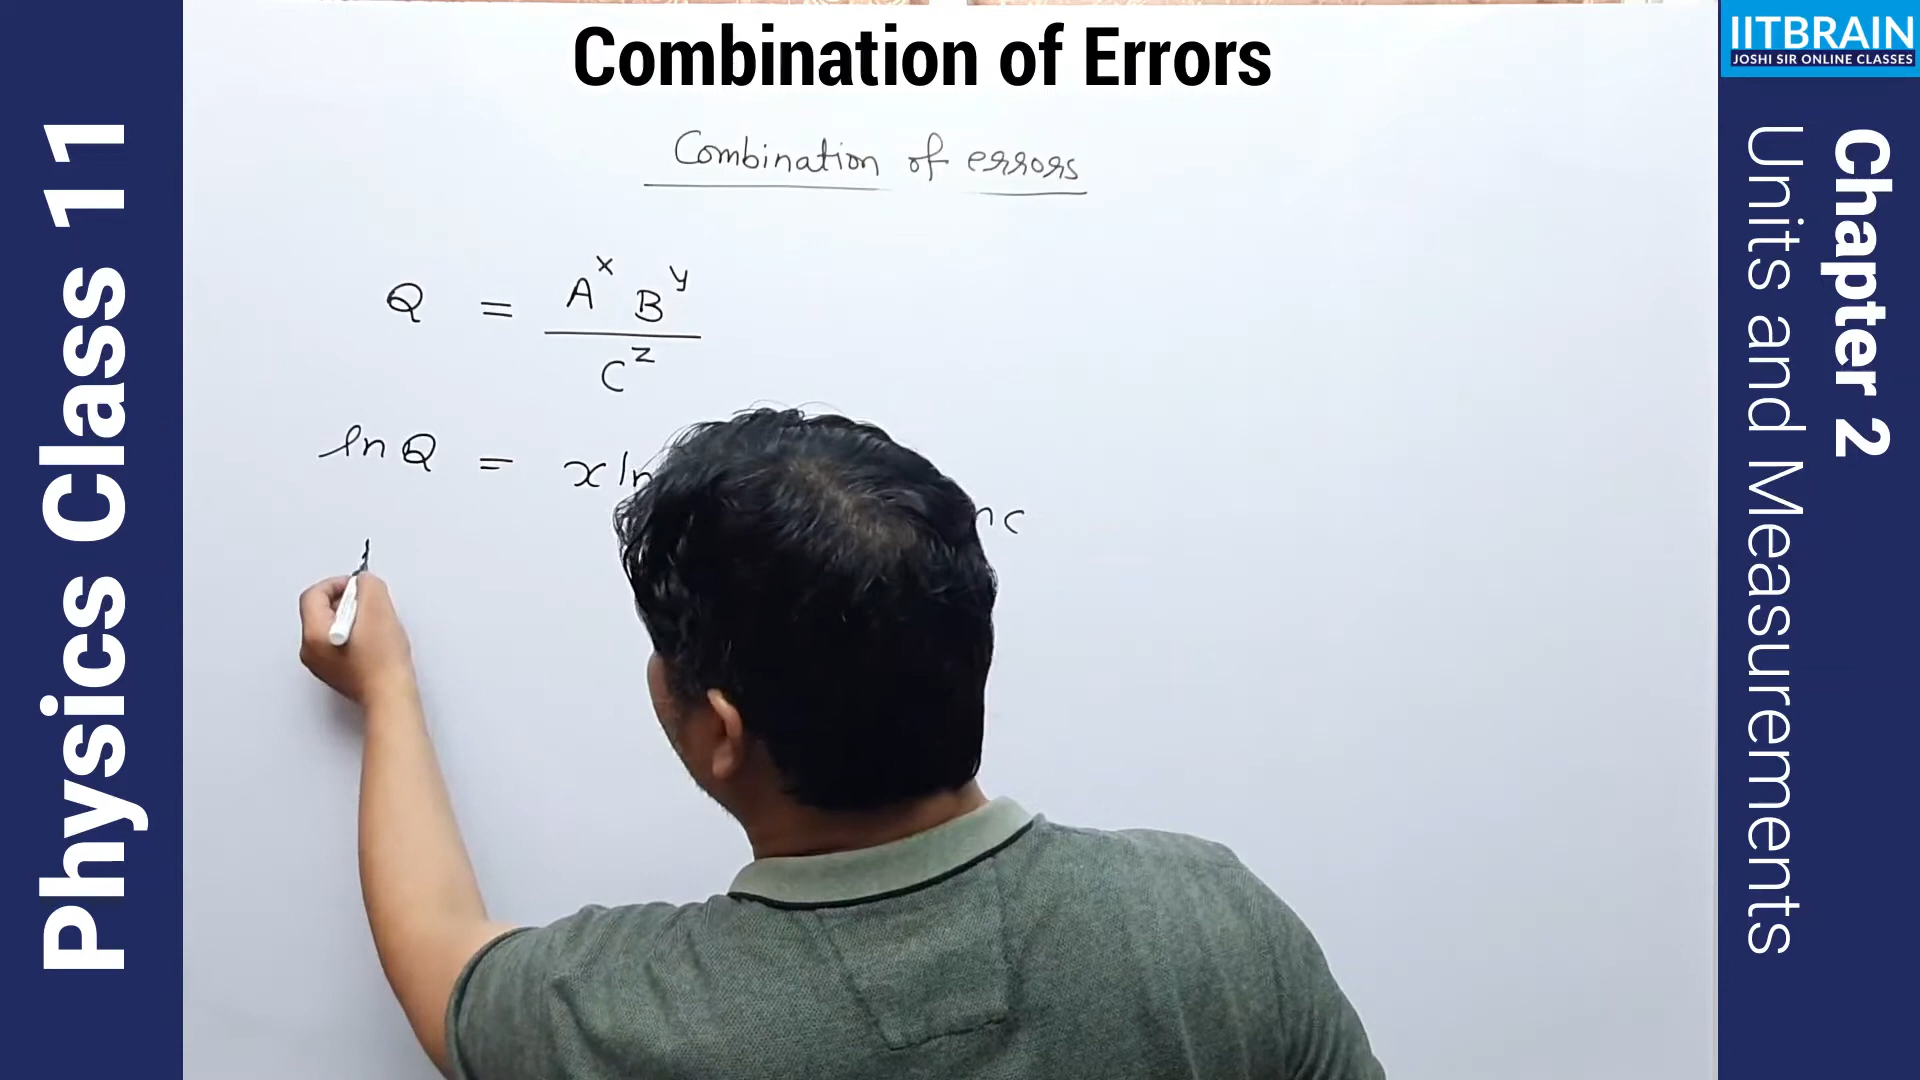 Combination of Errors
IITBRAIN
JOSHI SIR ONLINE CLASSES
Physics Class 11
Chapter 2
Units and Measurements
Combination of errors
Q = A^x B^y
C^z
ln Q = x ln
c